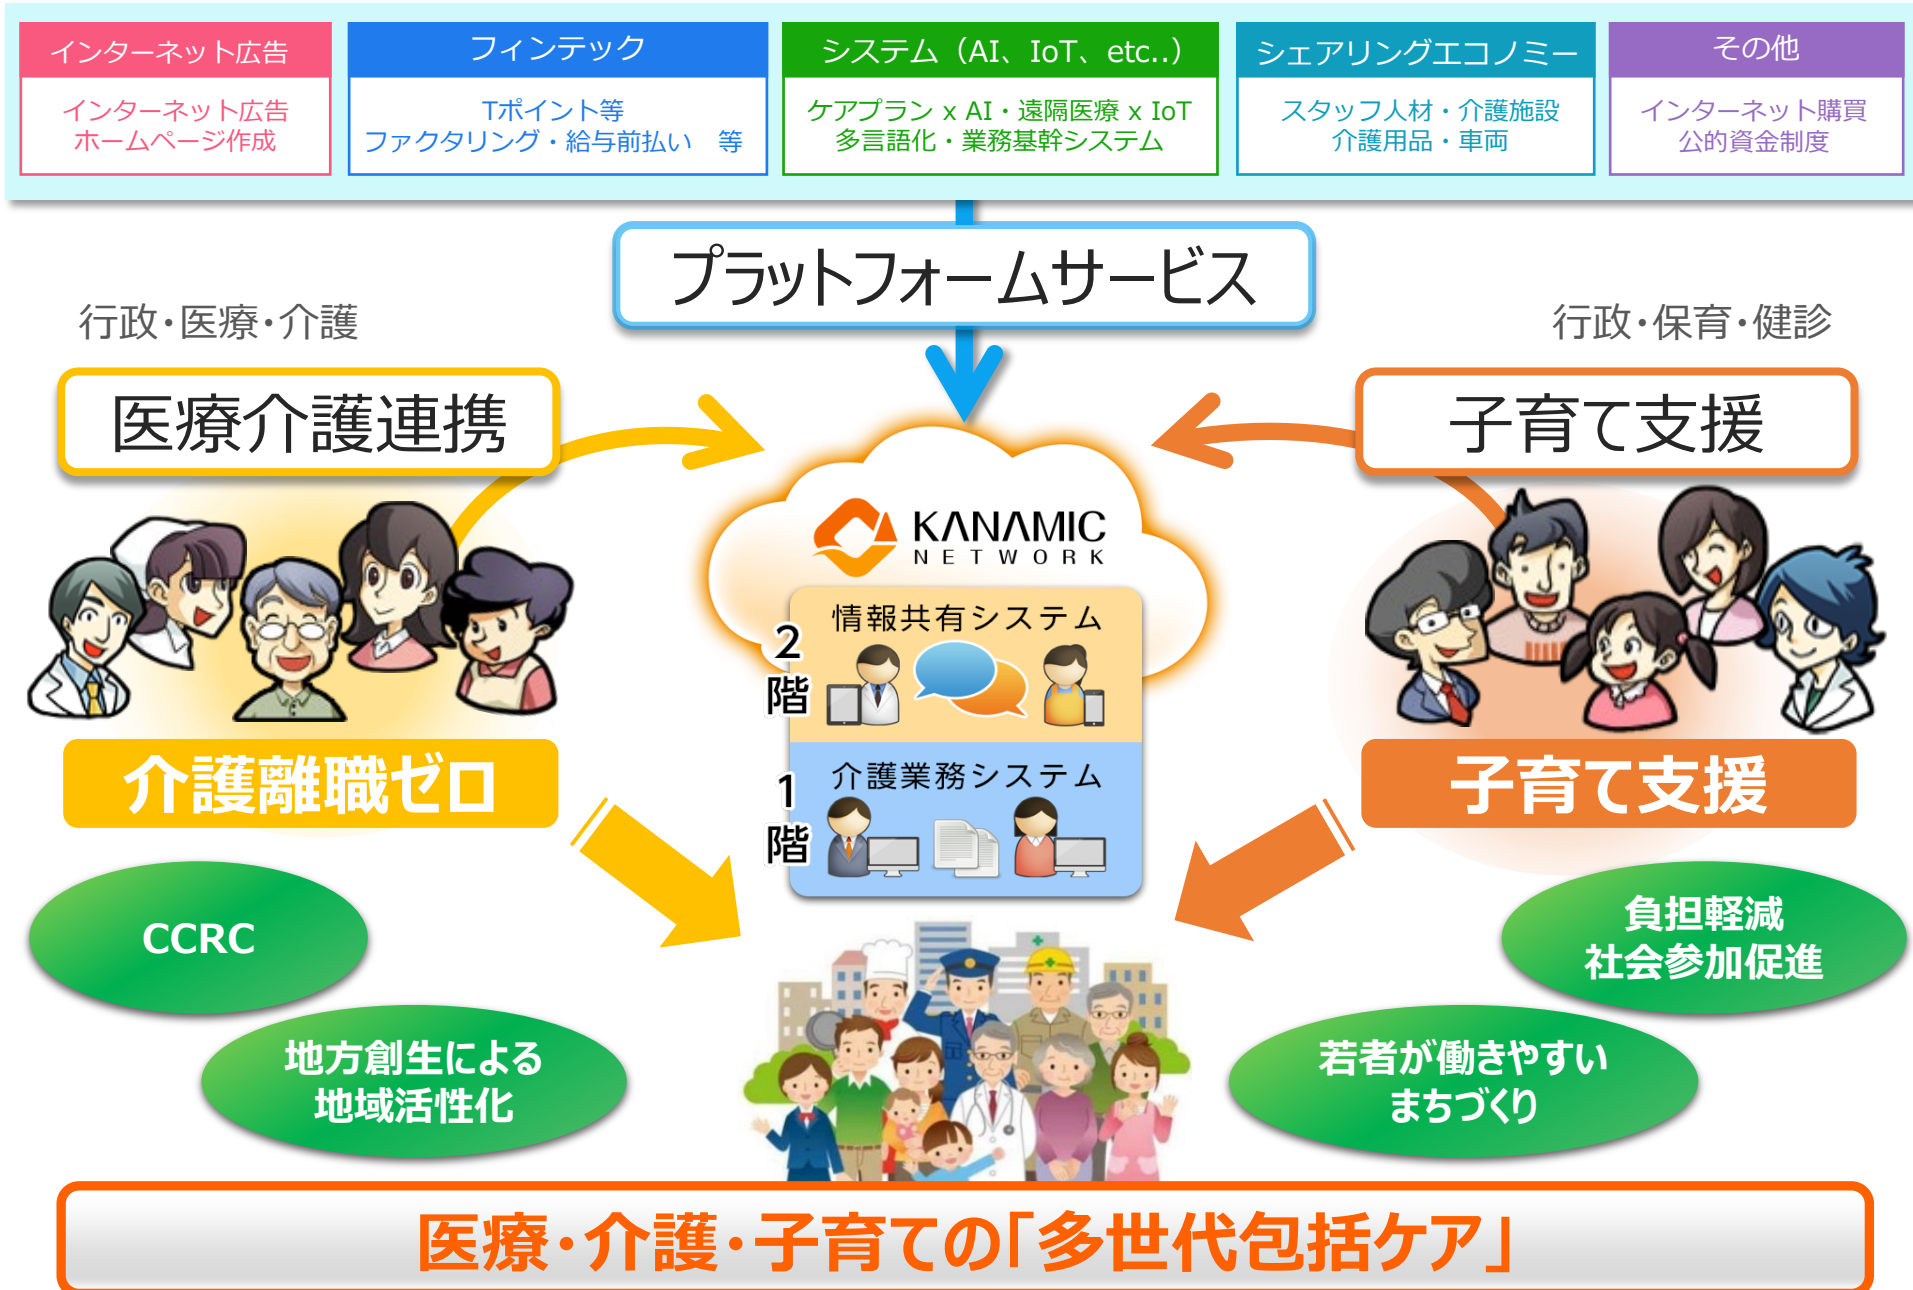 インターネット広告
インターネット広告
ホームページ作成
フィンテック
Tポイント等
ファクタリング・給与前払い　等
システム（AI、IoT、etc..）
ケアプラン x AI・遠隔医療 x IoT
多言語化・業務基幹システム
シェアリングエコノミー
スタッフ人材・介護施設
介護用品・車両
その他
インターネット購買
公的資金制度
プラットフォームサービス
行政・医療・介護
医療介護連携
行政・保育・健診
子育て支援
KANAMIC
NETWORK
2階
情報共有システム
1階
介護業務システム
介護離職ゼロ
子育て支援
CCRC
地方創生による
地域活性化
負担軽減
社会参加促進
若者が働きやすい
まちづくり
医療・介護・子育ての「多世代包括ケア」